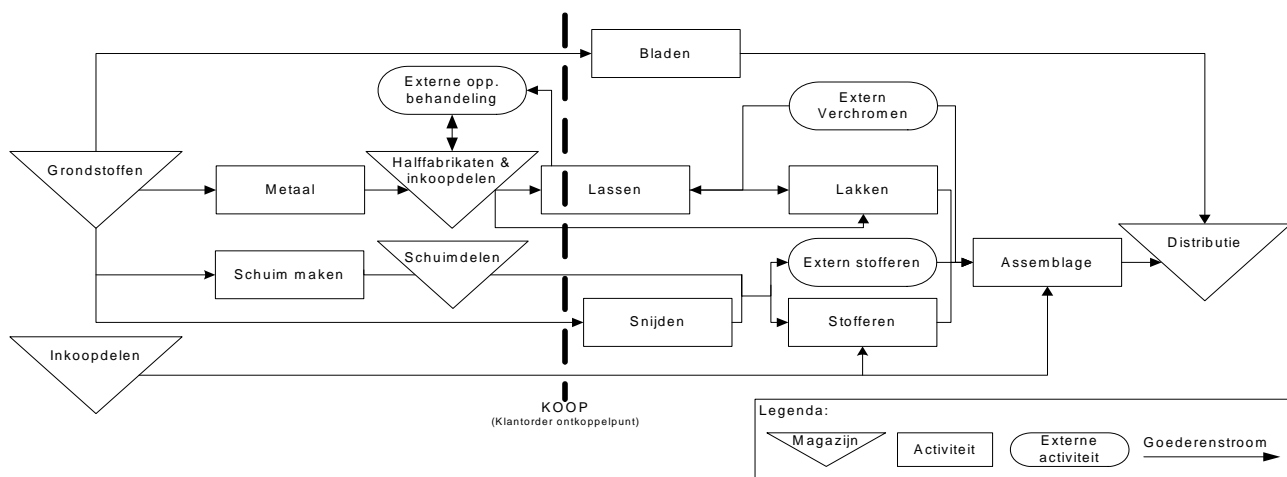 Bladen
Externe opp.
behandeling
Extern
Verchromen
Grondstoffen
Metaal
Halffabrikaten &
inkoopdelen
Lassen
Lakken
Schuim maken
Schuimdelen
Extern stofferen
Assemblage
Distributie
Snijden
Stofferen
Inkoopdelen
KOOP
(Klantorder ontkoppelpunt)
Legenda:
Magazijn
Activiteit
Externe
activiteit
Goederenstroom